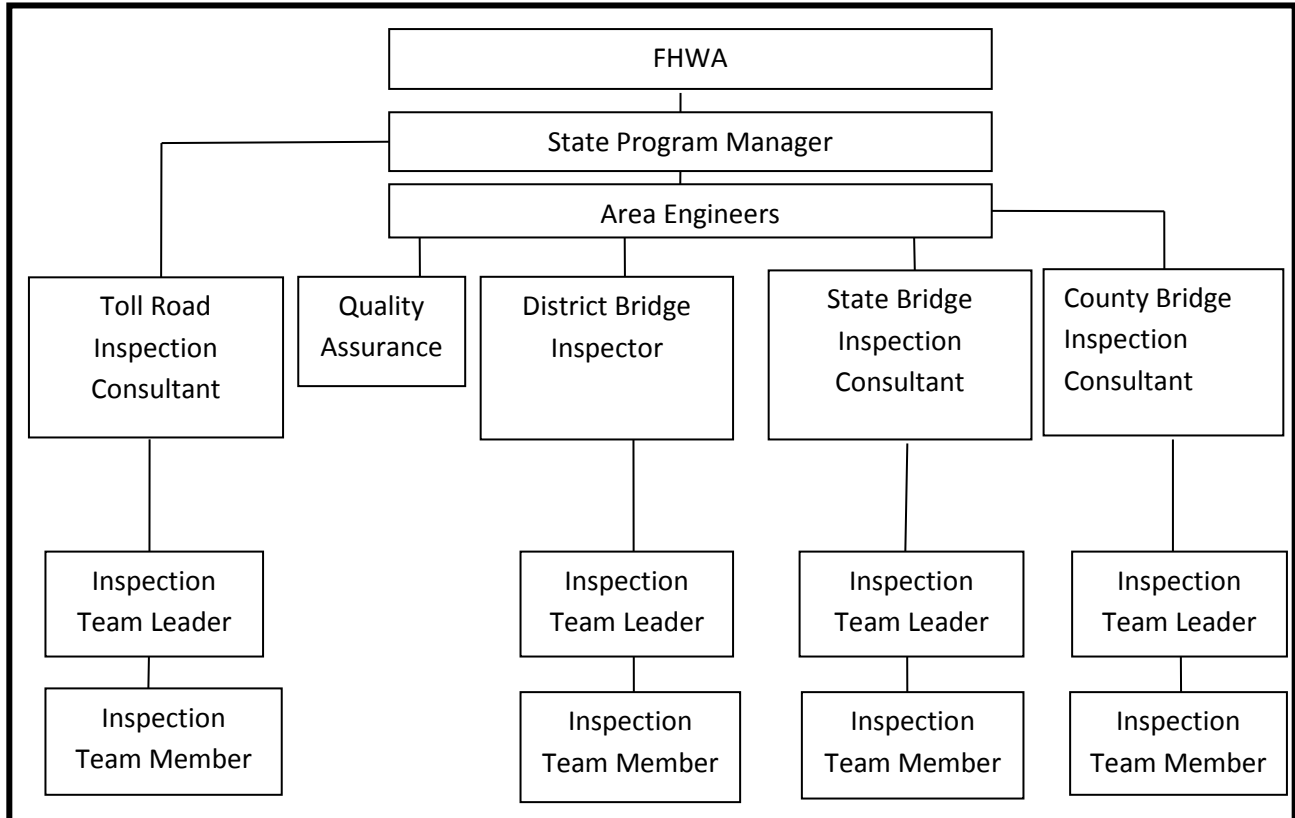 FHWA
State Program Manager
Area Engineers
Toll Road
Inspection
Consultant
Quality
Assurance
District Bridge
Inspector
State Bridge
Inspection
Consultant
County Bridge
Inspection
Consultant
Inspection
Team Leader
Inspection
Team Leader
Inspection
Team Leader
Inspection
Team Leader
Inspection
Team Member
Inspection
Team Member
Inspection
Team Member
Inspection
Team Member